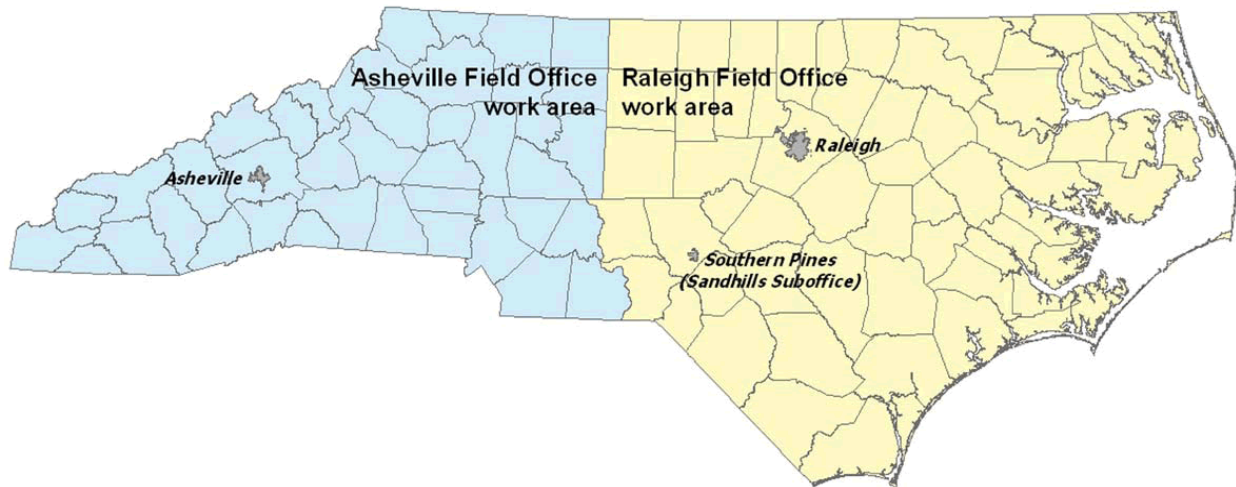 Asheville Field Office
work area
Raleigh Field Office
work area
Raleigh
Asheville
Southern Pines
(Sandhills Suboffice)